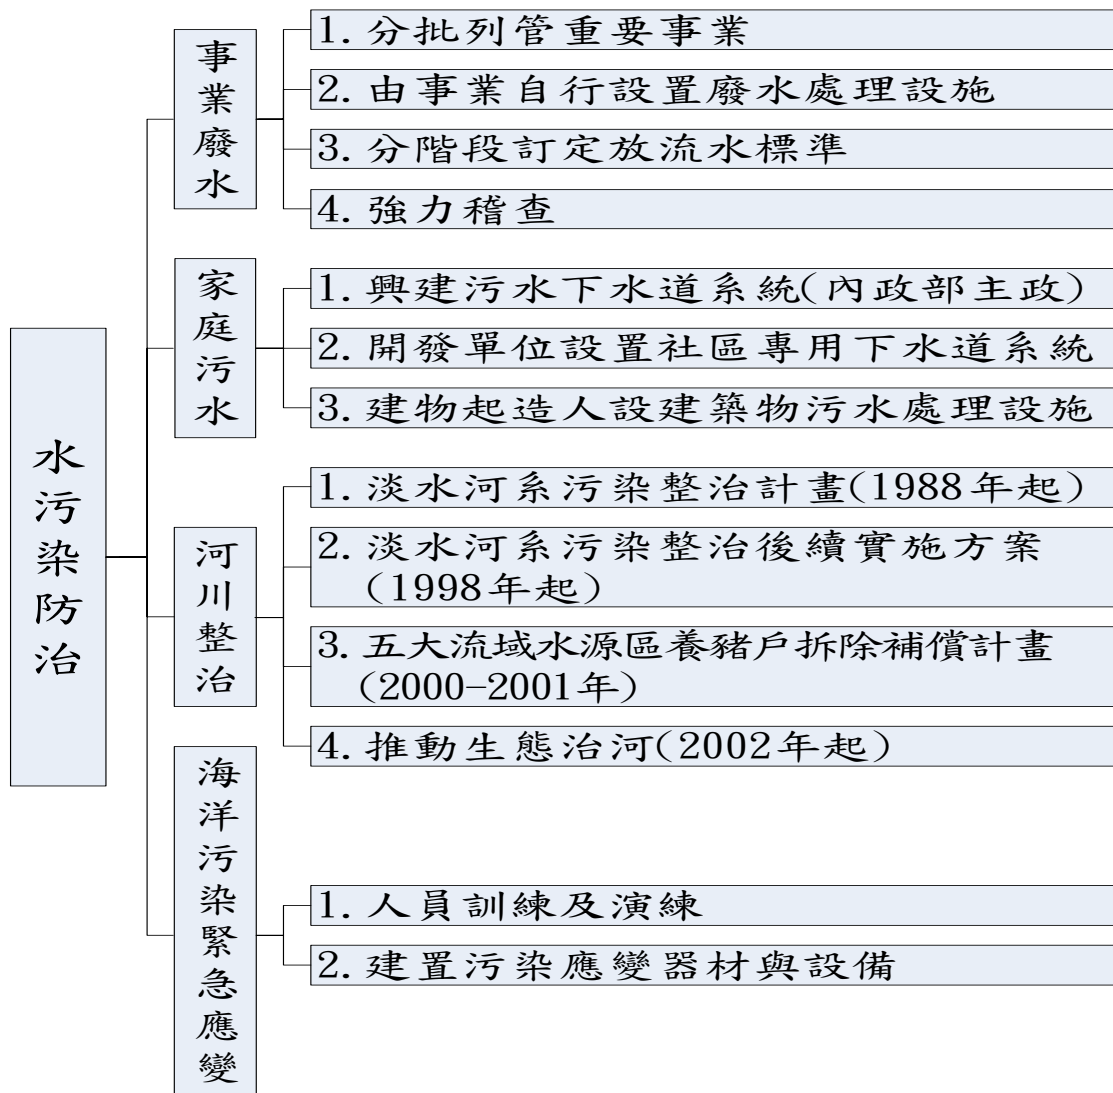 水污染防治
事業廢水
1. 分批列管重要事業
2. 由事業自行設置廢水處理設施
3. 分階段訂定放流水標準
4. 強力稽查
家庭污水
1. 興建污水下水道系統(內政部主政)
2. 開發單位設置社區專用下水道系統
3. 建物起造人設建築物污水處理設施
河川整治
1. 淡水河系污染整治計畫(1988年起)
2. 淡水河系污染整治後續實施方案
(1998年起)
3. 五大流域水源區養豬戶拆除補償計畫
(2000–2001年)
4. 推動生態治河(2002年起)
海洋污染緊急應變
1. 人員訓練及演練
2. 建置污染應變器材與設備